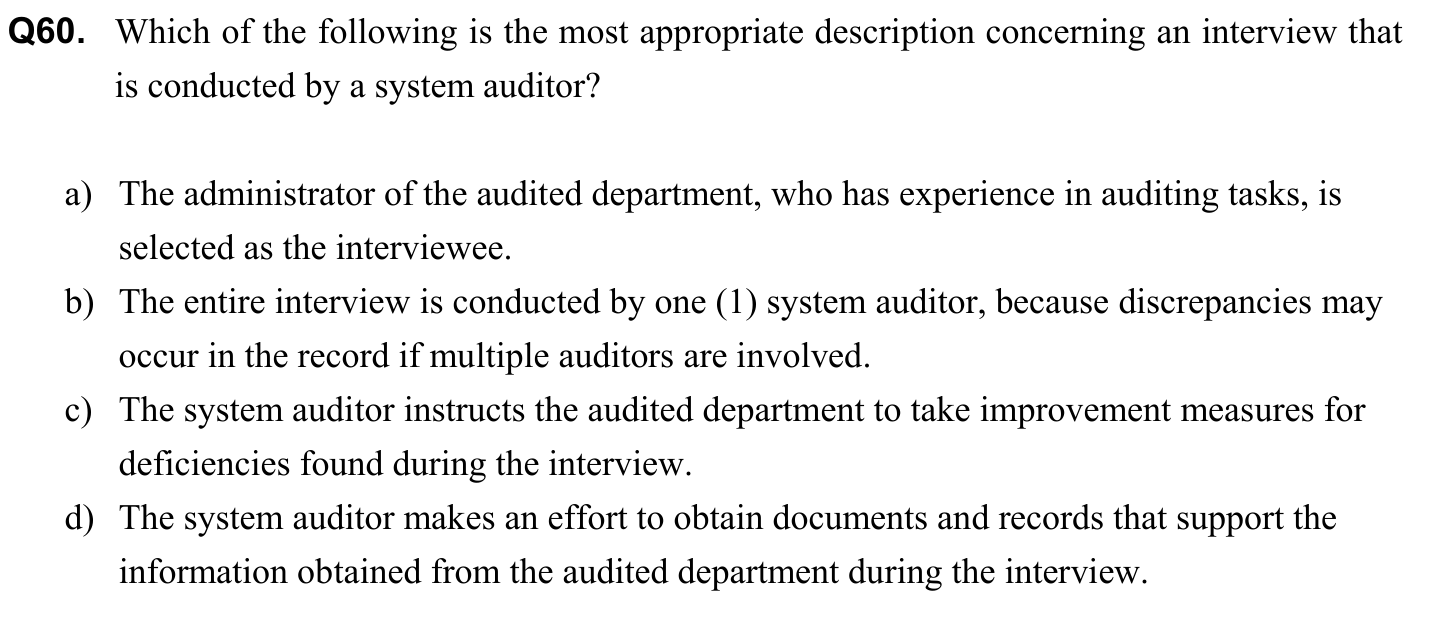 Q60. Which of the following is the most appropriate description concerning an interview that
is conducted by a system auditor?
a) The administrator of the audited department, who has experience in auditing tasks, is
selected as the interviewee.
b) The entire interview is conducted by one (1) system auditor, because discrepancies may
occur in the record if multiple auditors are involved.
c) The system auditor instructs the audited department to take improvement measures for
deficiencies found during the interview.
d) The system auditor makes an effort to obtain documents and records that support the
information obtained from the audited department during the interview.